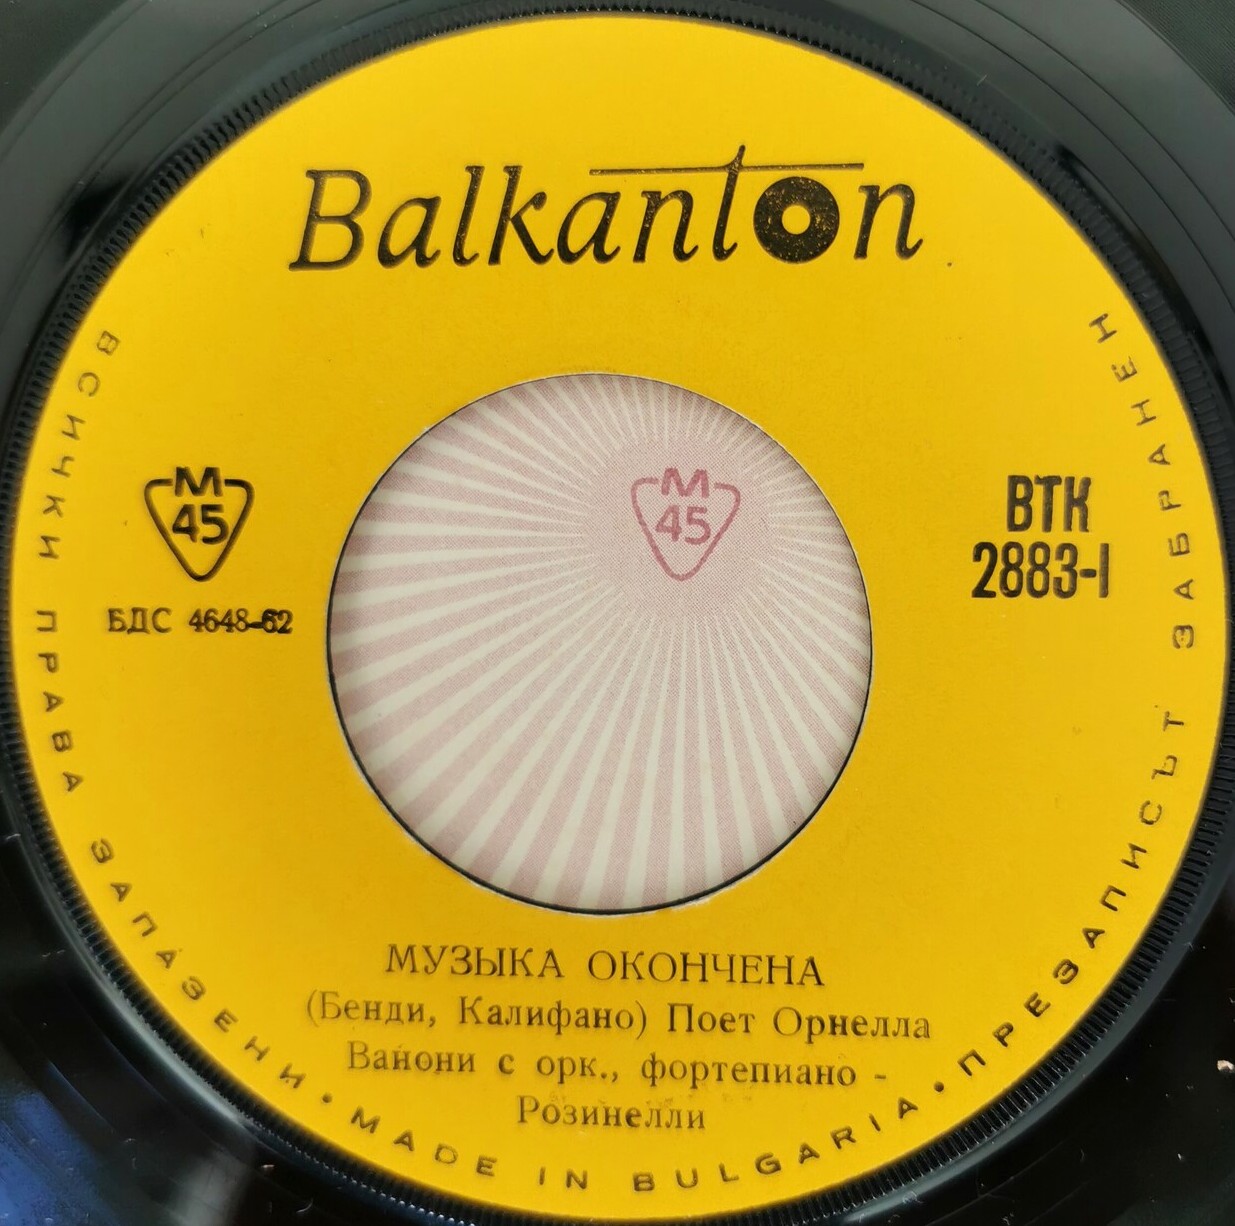 Balkanton
М
45
БДС 4648-62
М
45
ВТК
2883-I
МУЗЫКА ОКОНЧЕНА
(Бенди, Калифано) Поет Орнелла
Ванони с орк., фортепиано -
Розинелли
ВСИЧКИ ПРАВА ЗАПАЗЕНИ • MADE IN BULGARIA • ПРЕЗАПИСЪТ ЗАБРАНЕН